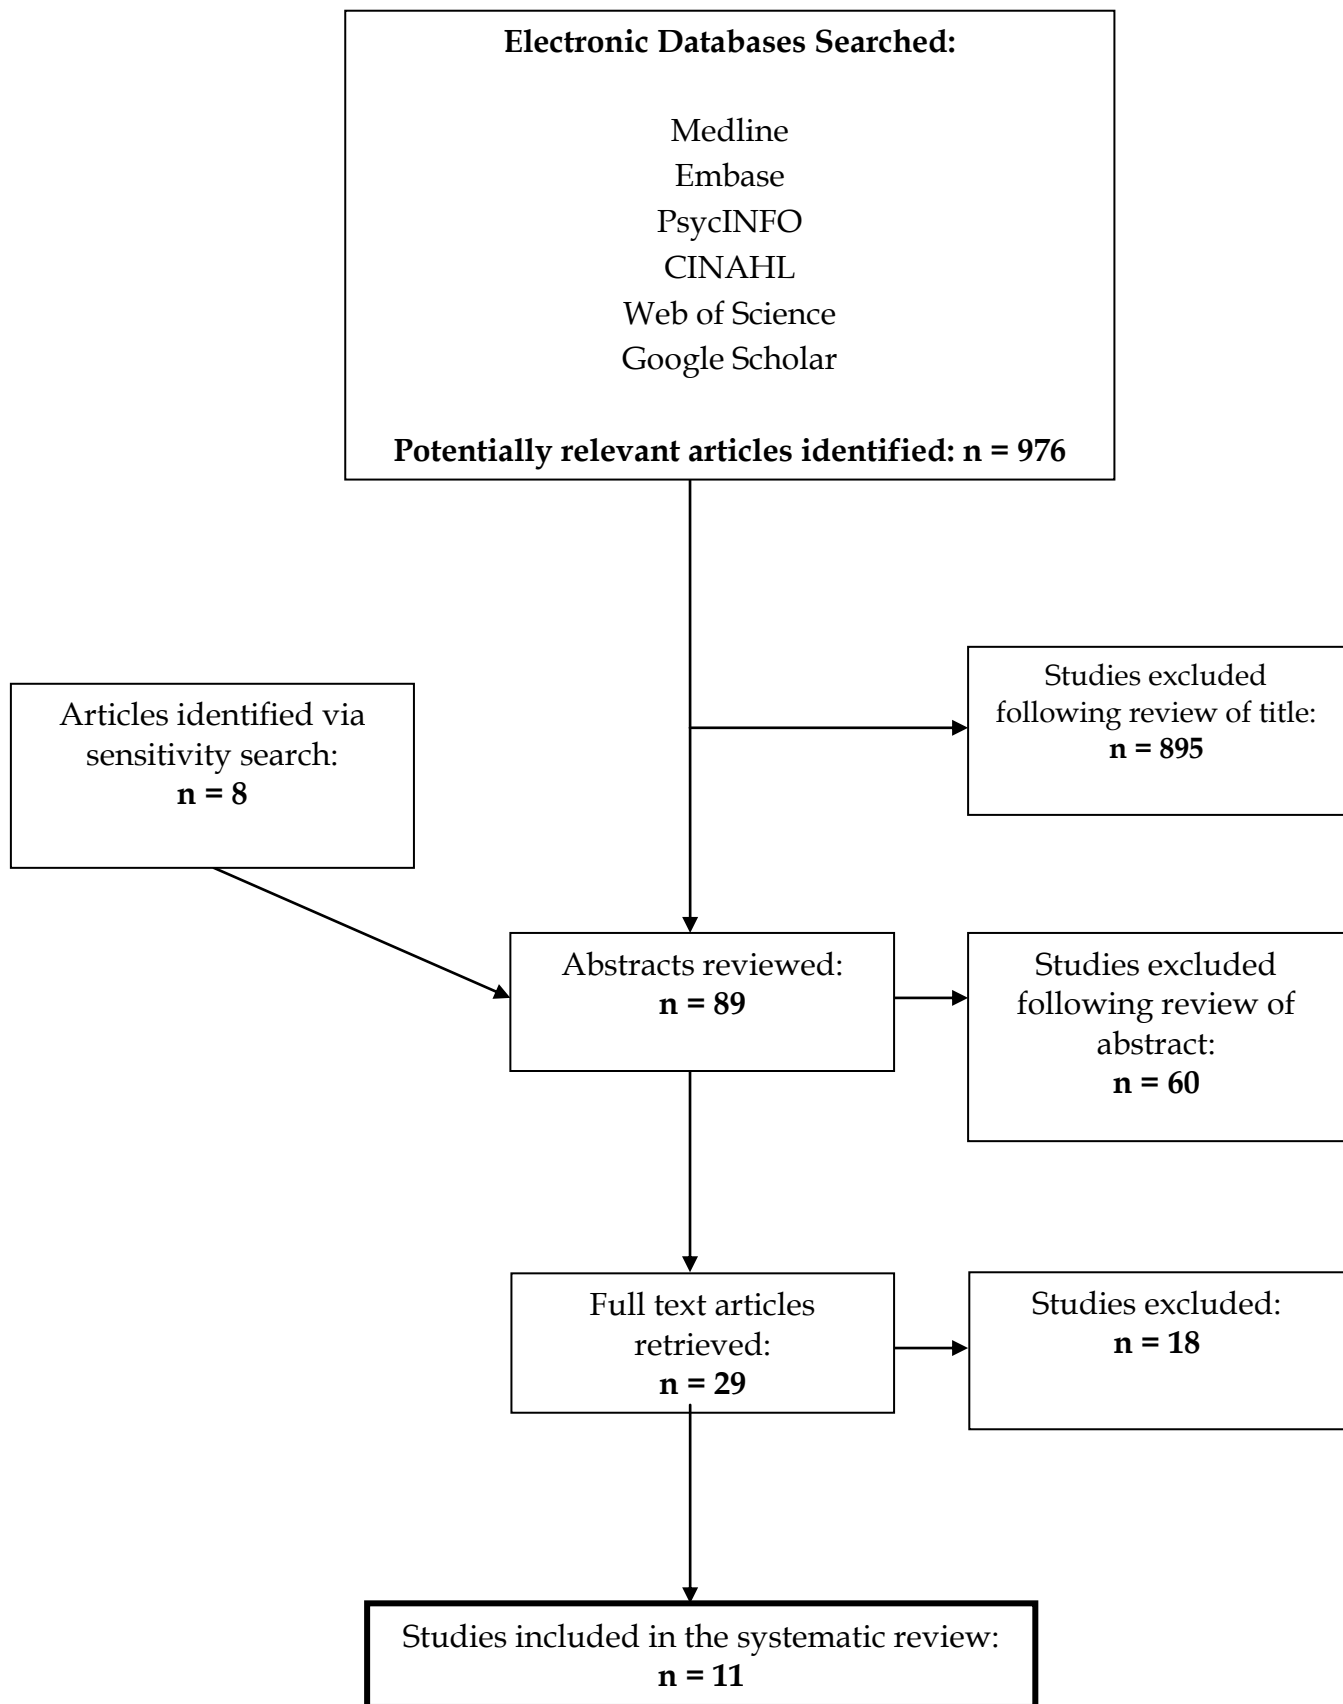 Electronic Databases Searched:
Medline
Embase
PsycINFO
CINAHL
Web of Science
Google Scholar
Potentially relevant articles identified: n = 976
Studies excluded
following review of title:
n = 895
Articles identified via
sensitivity search:
n = 8
Abstracts reviewed:
n = 89
Studies excluded
following review of
abstract:
n = 60
Full text articles
retrieved:
n = 29
Studies excluded:
n = 18
Studies included in the systematic review:
n = 11